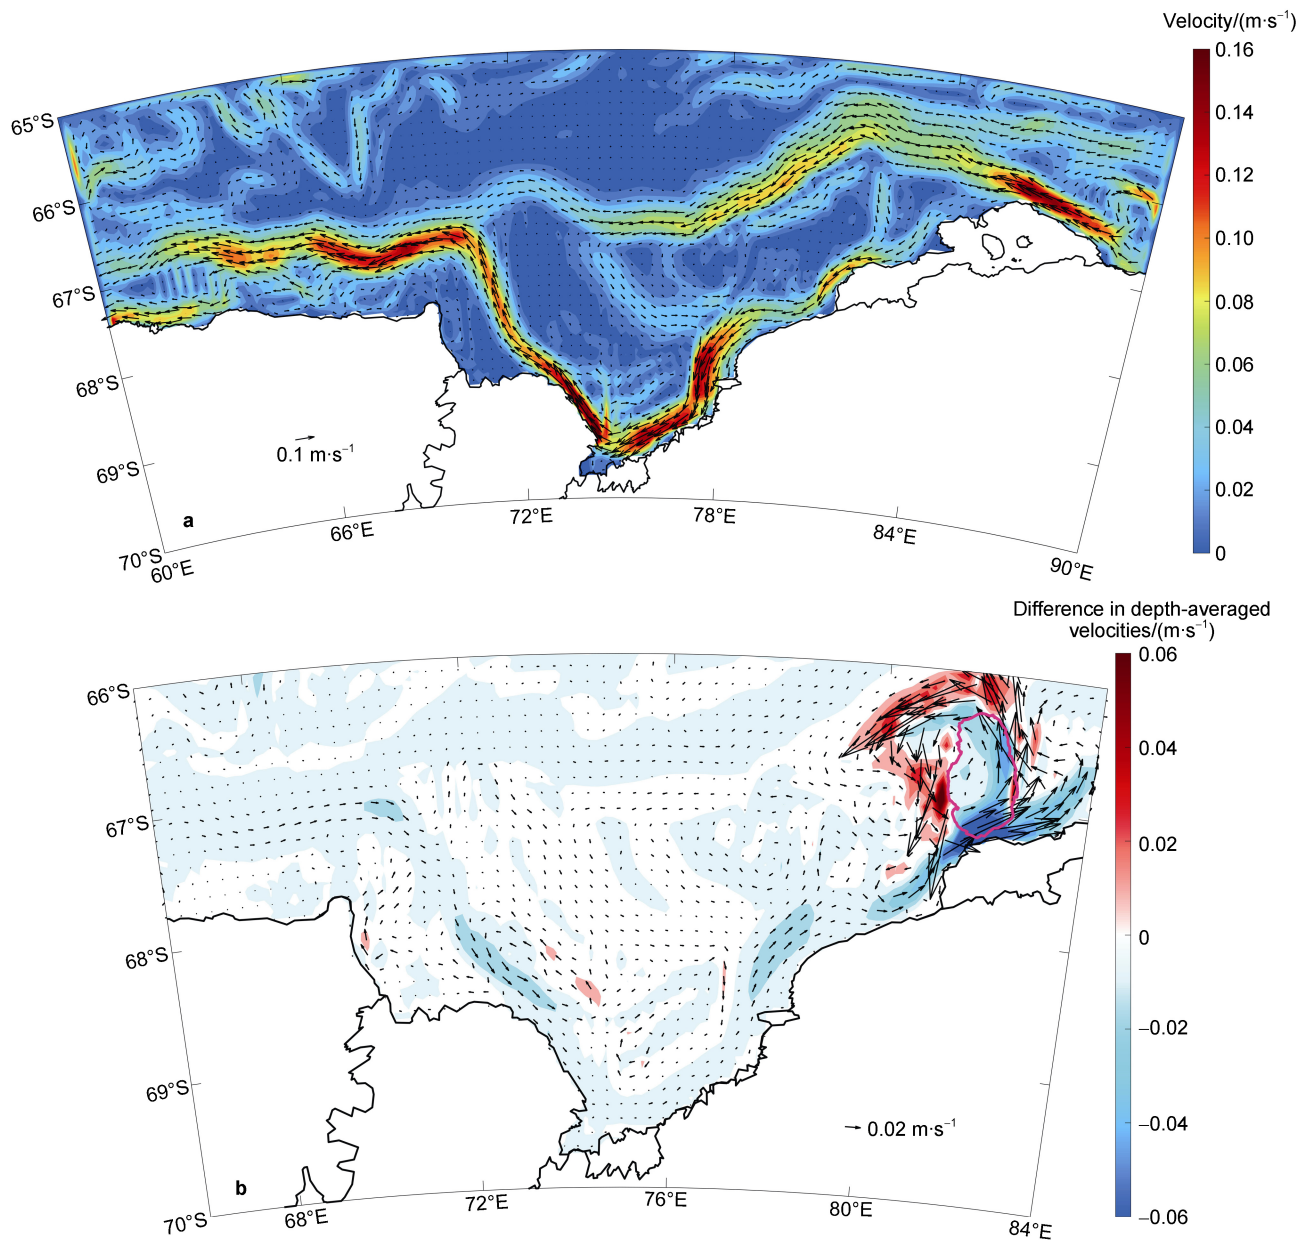 Velocity/(m·s⁻¹)
0.16
0.14
0.12
0.10
0.08
0.06
0.04
0.02
0
65°S
66°S
67°S
68°S
69°S
70°S
60°E
66°E
72°E
78°E
84°E
90°E
0.1 m·s⁻¹
a
Difference in depth-averaged
velocities/(m·s⁻¹)
0.06
0.04
0.02
0
−0.02
−0.04
−0.06
66°S
67°S
68°S
69°S
70°S
68°E
72°E
76°E
80°E
84°E
0.02 m·s⁻¹
b